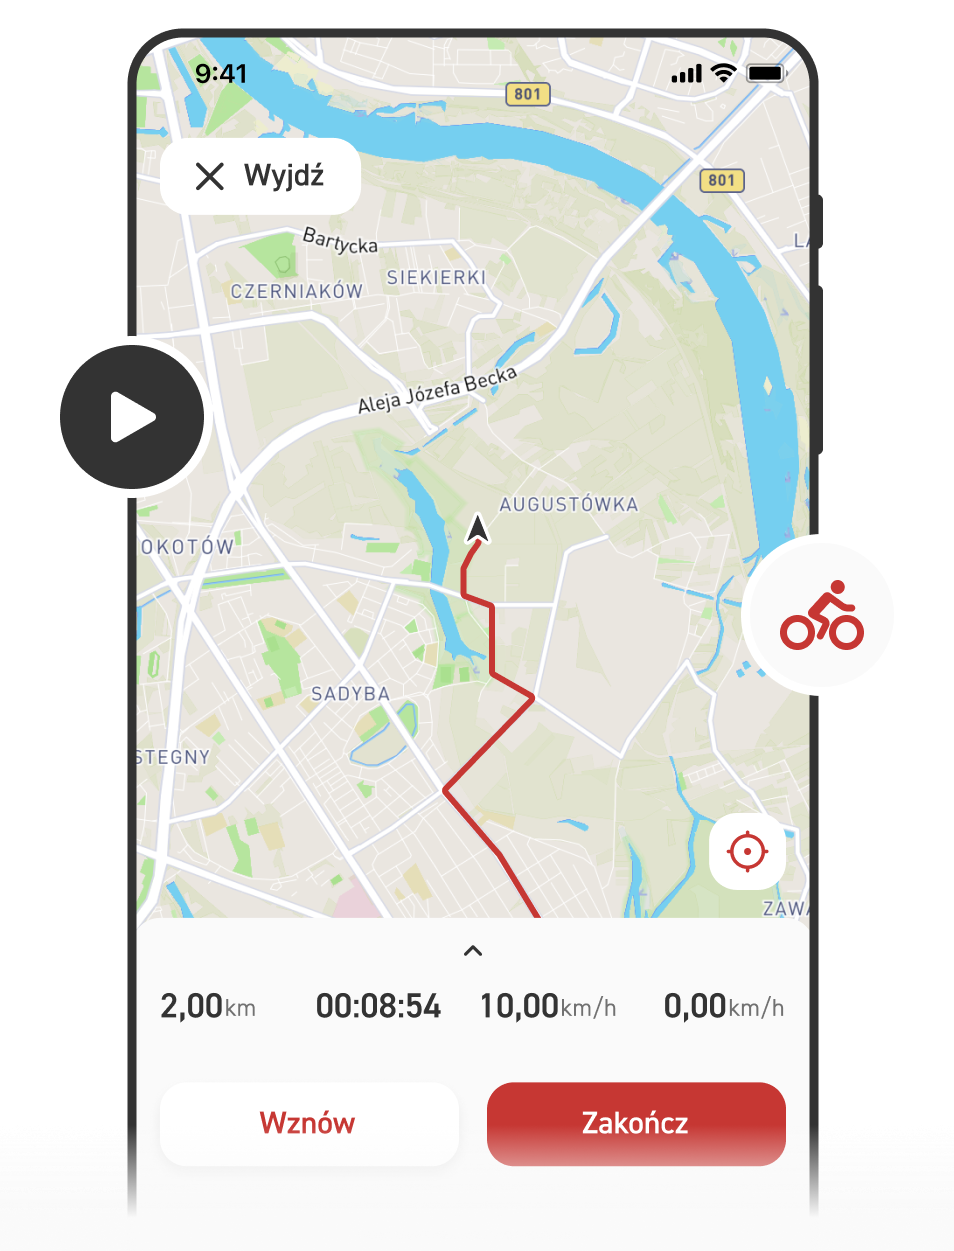 9:41
801
Wyjdź
801
LA
Bartycka
SIEKIERKI
CZERNIAKÓW
Aleja Józefa Becka
AUGUSTÓWKA
OKOTÓW
SADYBA
STEGNY
ZAWA
2,00km 00:08:54 10,00km/h 0,00km/h
Wznów Zakończ